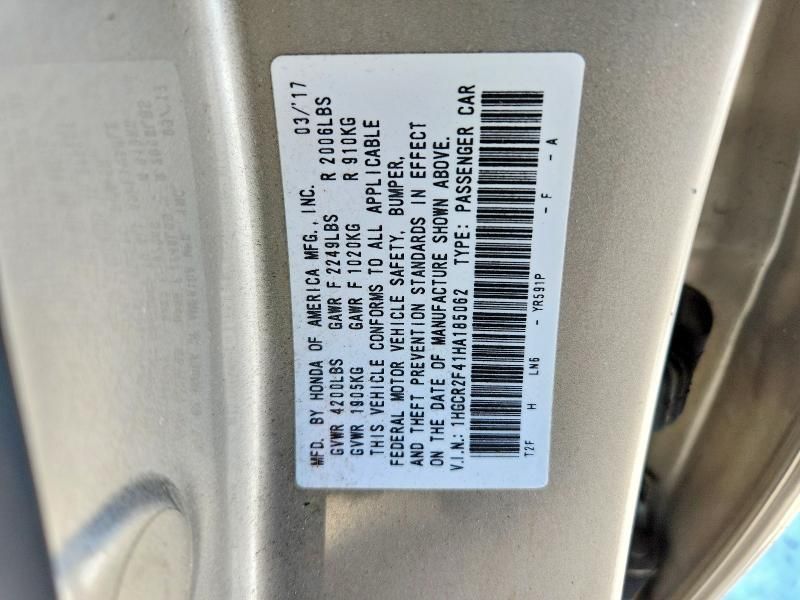 MFD. BY HONDA OF AMERICA MFG., INC. 03/'17
GVWR 4200LBS GAWR F 2249LBS R 2006LBS
GVWR 1905KG GAWR F 1020KG R 910KG
THIS VEHICLE CONFORMS TO ALL APPLICABLE
FEDERAL MOTOR VEHICLE SAFETY, BUMPER,
AND THEFT PREVENTION STANDARDS IN EFFECT
ON THE DATE OF MANUFACTURE SHOWN ABOVE.
V.I.N.: 1HGCR2F41HA185062 TYPE: PASSENGER CAR
T2F H LN6 - YR591P - F - A